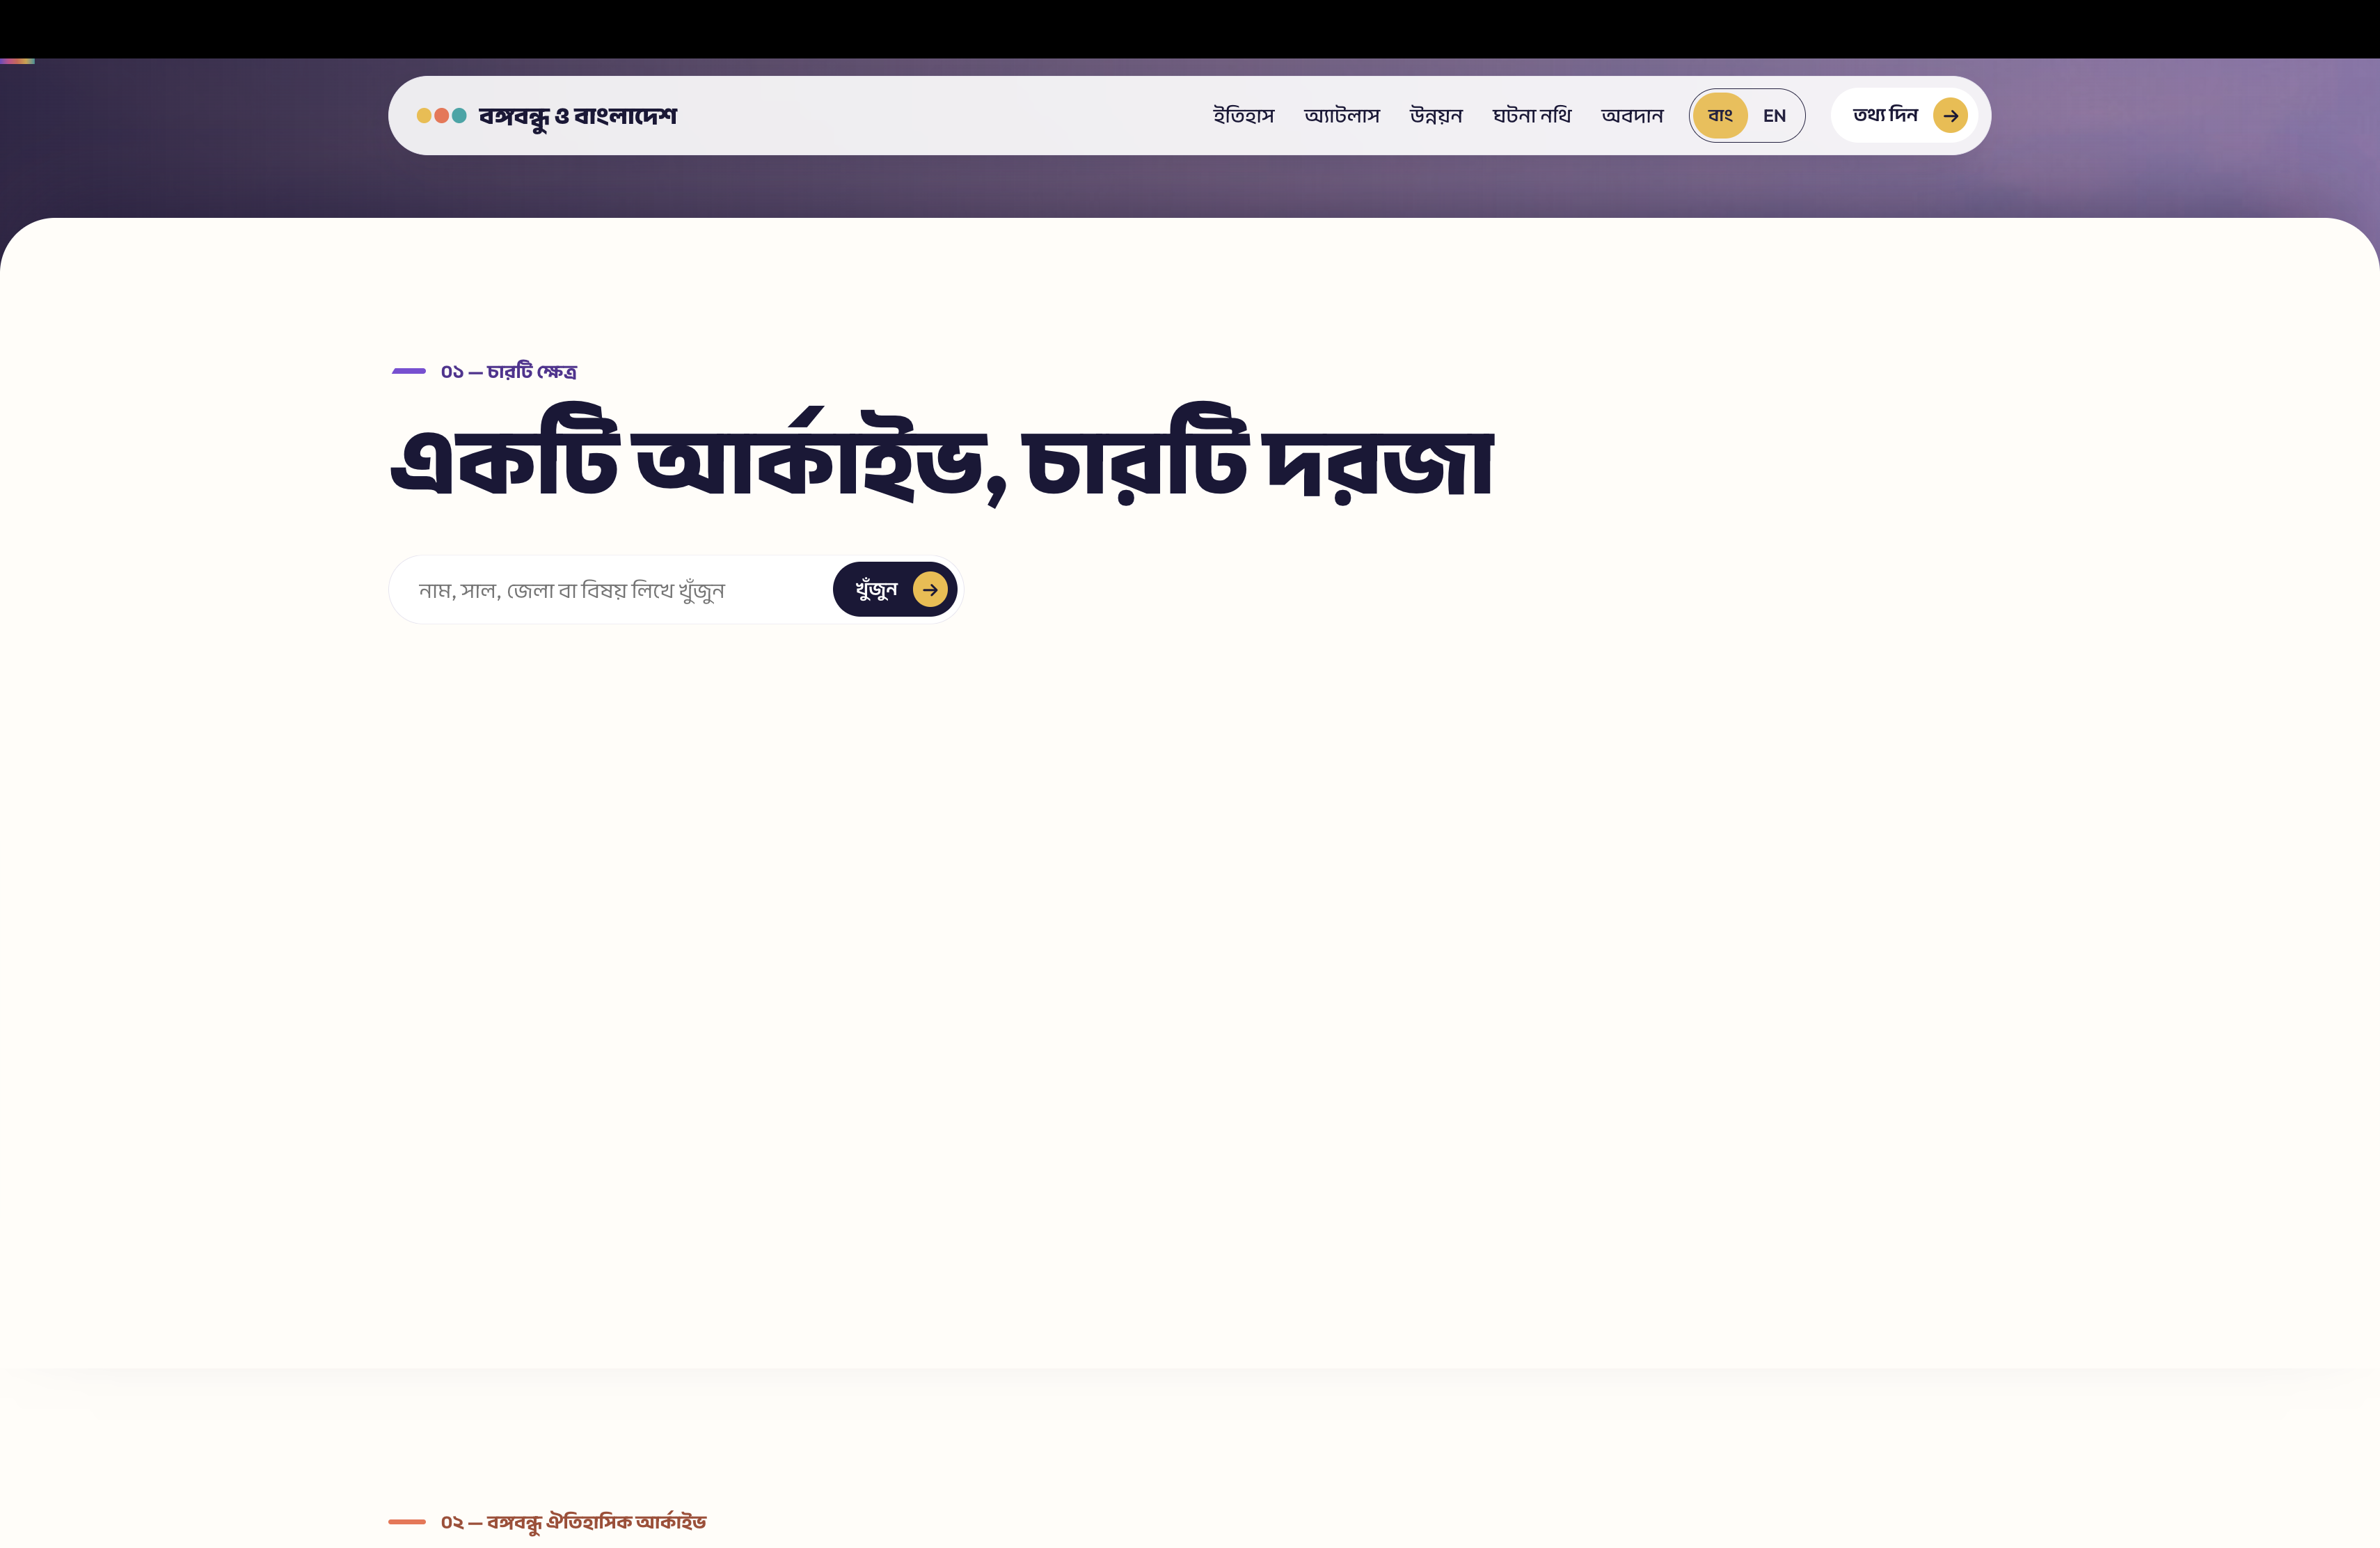 বঙ্গবন্ধু ও বাংলাদেশ
ইতিহাস অ্যাটলাস উন্নয়ন ঘটনা নথি অবদান বাং EN তথ্য দিন
০১ — চারটি ক্ষেত্র
একটি আর্কাইভ, চারটি দরজা
নাম, সাল, জেলা বা বিষয় লিখে খুঁজুন খুঁজুন
০২ — বঙ্গবন্ধু ঐতিহাসিক আর্কাইভ